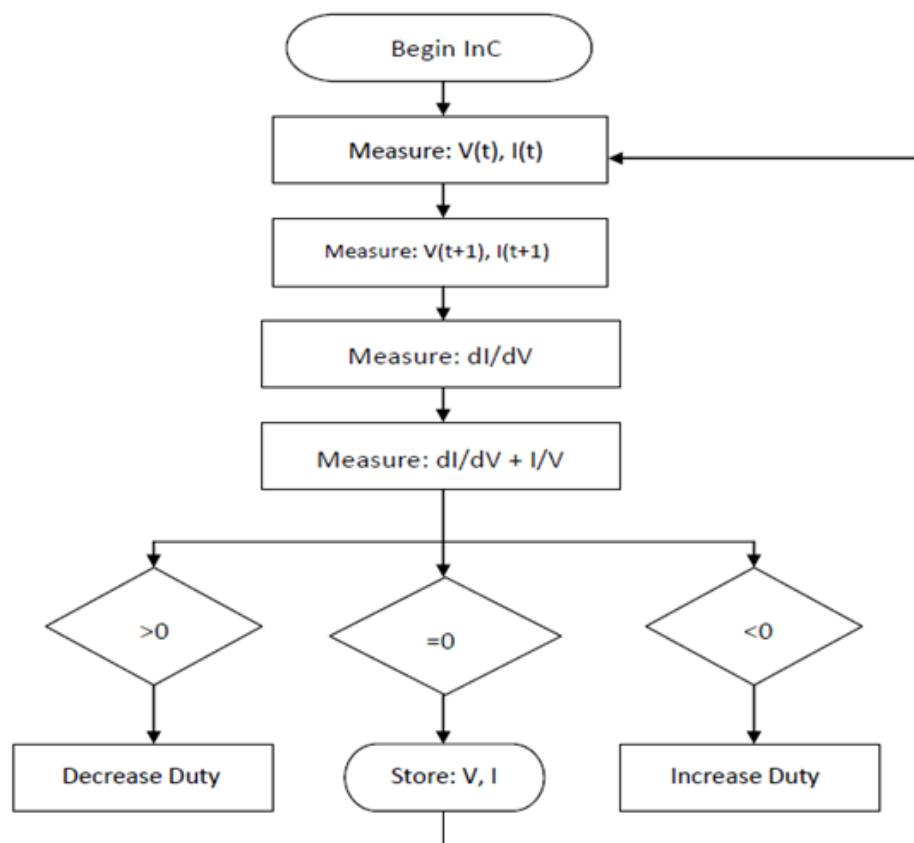 Begin InC
Measure: V(t), I(t)
Measure: V(t+1), I(t+1)
Measure: dI/dV
Measure: dI/dV + I/V
>0
=0
<0
Decrease Duty
Store: V, I
Increase Duty